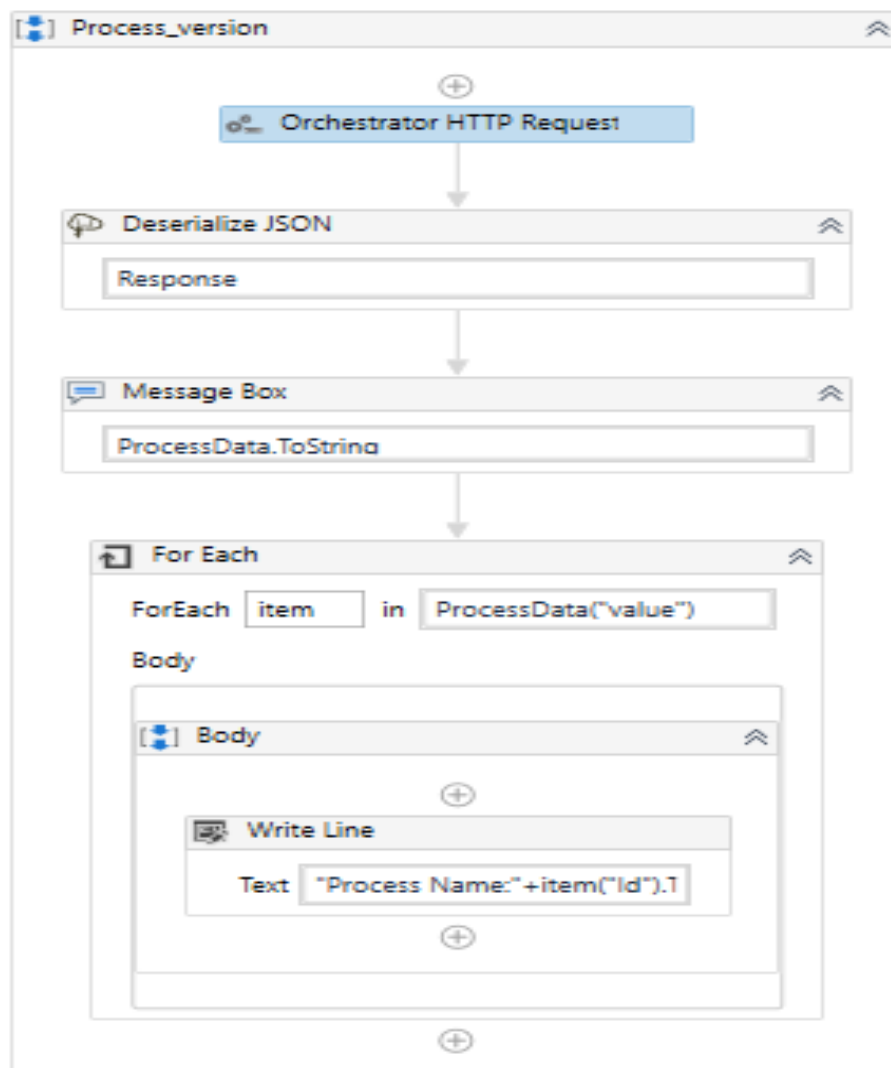 Process_version
Orchestrator HTTP Request
Deserialize JSON
Response
Message Box
ProcessData.ToString
For Each
ForEach item in ProcessData("value")
Body
Body
Write Line
Text "Process Name:"+item("Id").T